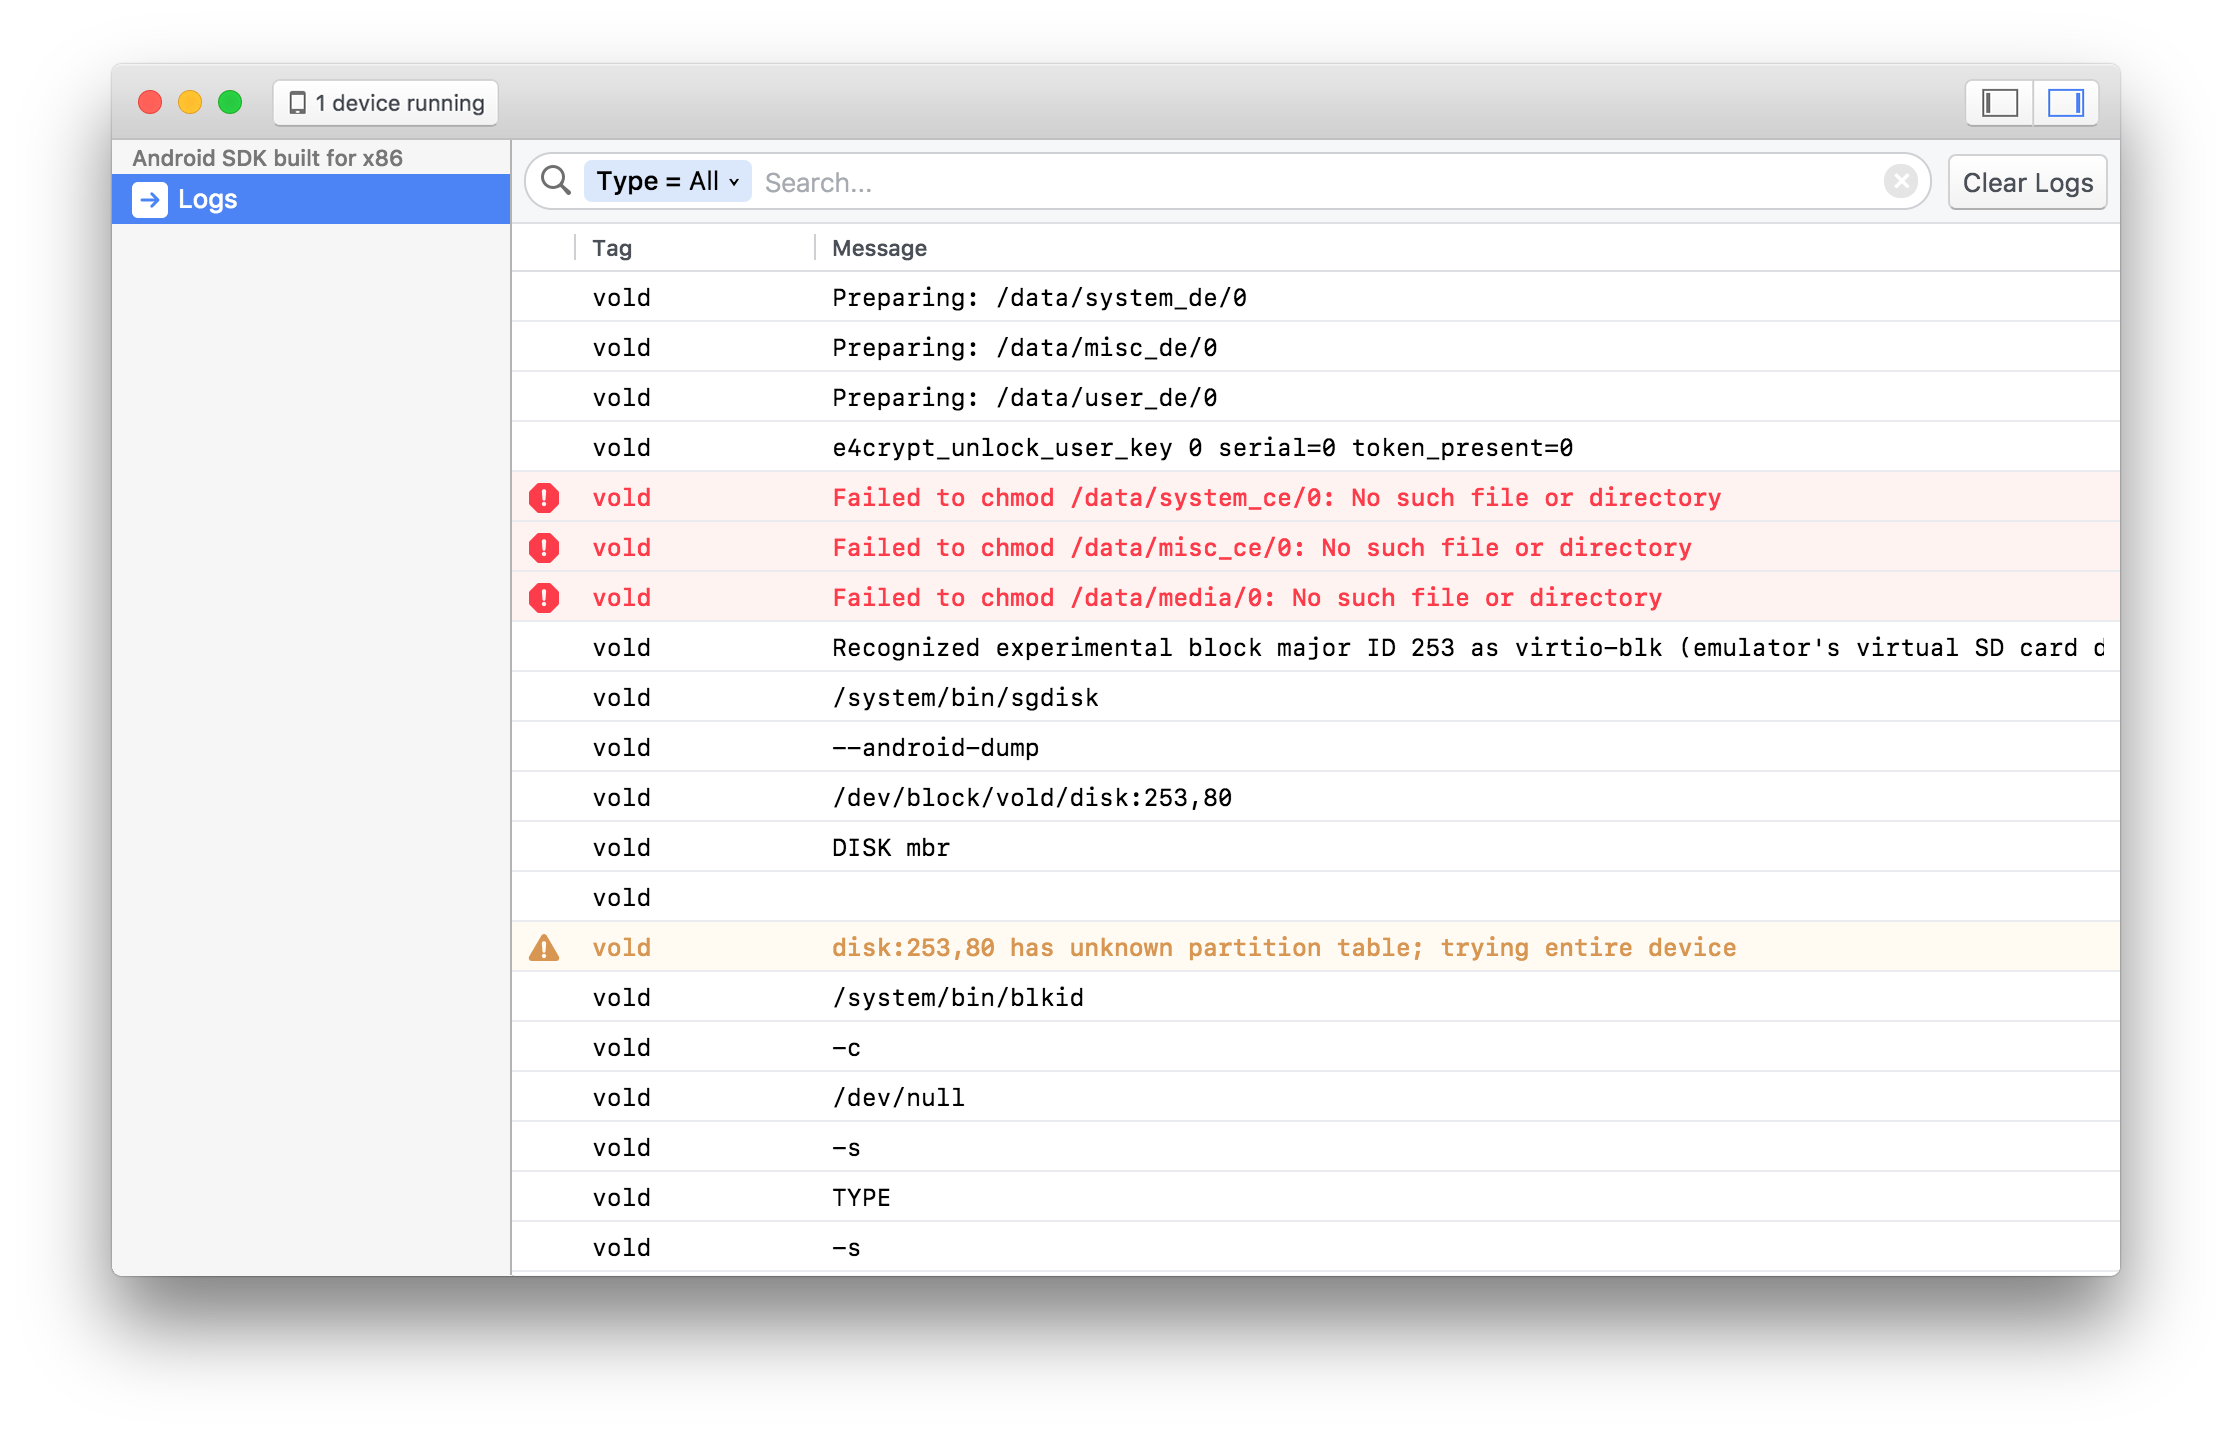 1 device running
Android SDK built for x86
Logs
Type = All Search...
Clear Logs
Tag Message
vold Preparing: /data/system_de/0
vold Preparing: /data/misc_de/0
vold Preparing: /data/user_de/0
vold e4crypt_unlock_user_key 0 serial=0 token_present=0
vold Failed to chmod /data/system_ce/0: No such file or directory
vold Failed to chmod /data/misc_ce/0: No such file or directory
vold Failed to chmod /data/media/0: No such file or directory
vold Recognized experimental block major ID 253 as virtio-blk (emulator's virtual SD card d
vold /system/bin/sgdisk
vold --android-dump
vold /dev/block/vold/disk:253,80
vold DISK mbr
vold
vold disk:253,80 has unknown partition table; trying entire device
vold /system/bin/blkid
vold -c
vold /dev/null
vold -s
vold TYPE
vold -s